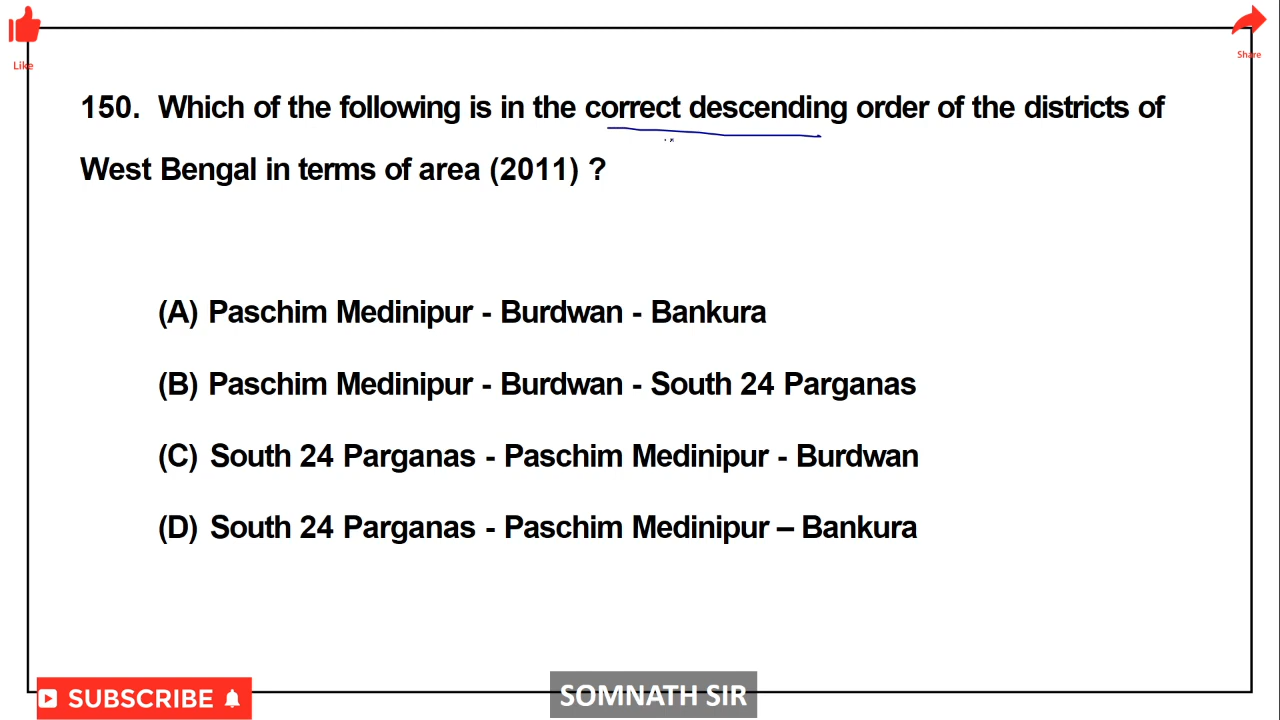 Like
Share
150. Which of the following is in the correct descending order of the districts of
West Bengal in terms of area (2011) ?
(A) Paschim Medinipur - Burdwan - Bankura
(B) Paschim Medinipur - Burdwan - South 24 Parganas
(C) South 24 Parganas - Paschim Medinipur - Burdwan
(D) South 24 Parganas - Paschim Medinipur – Bankura
SUBSCRIBE
SOMNATH SIR